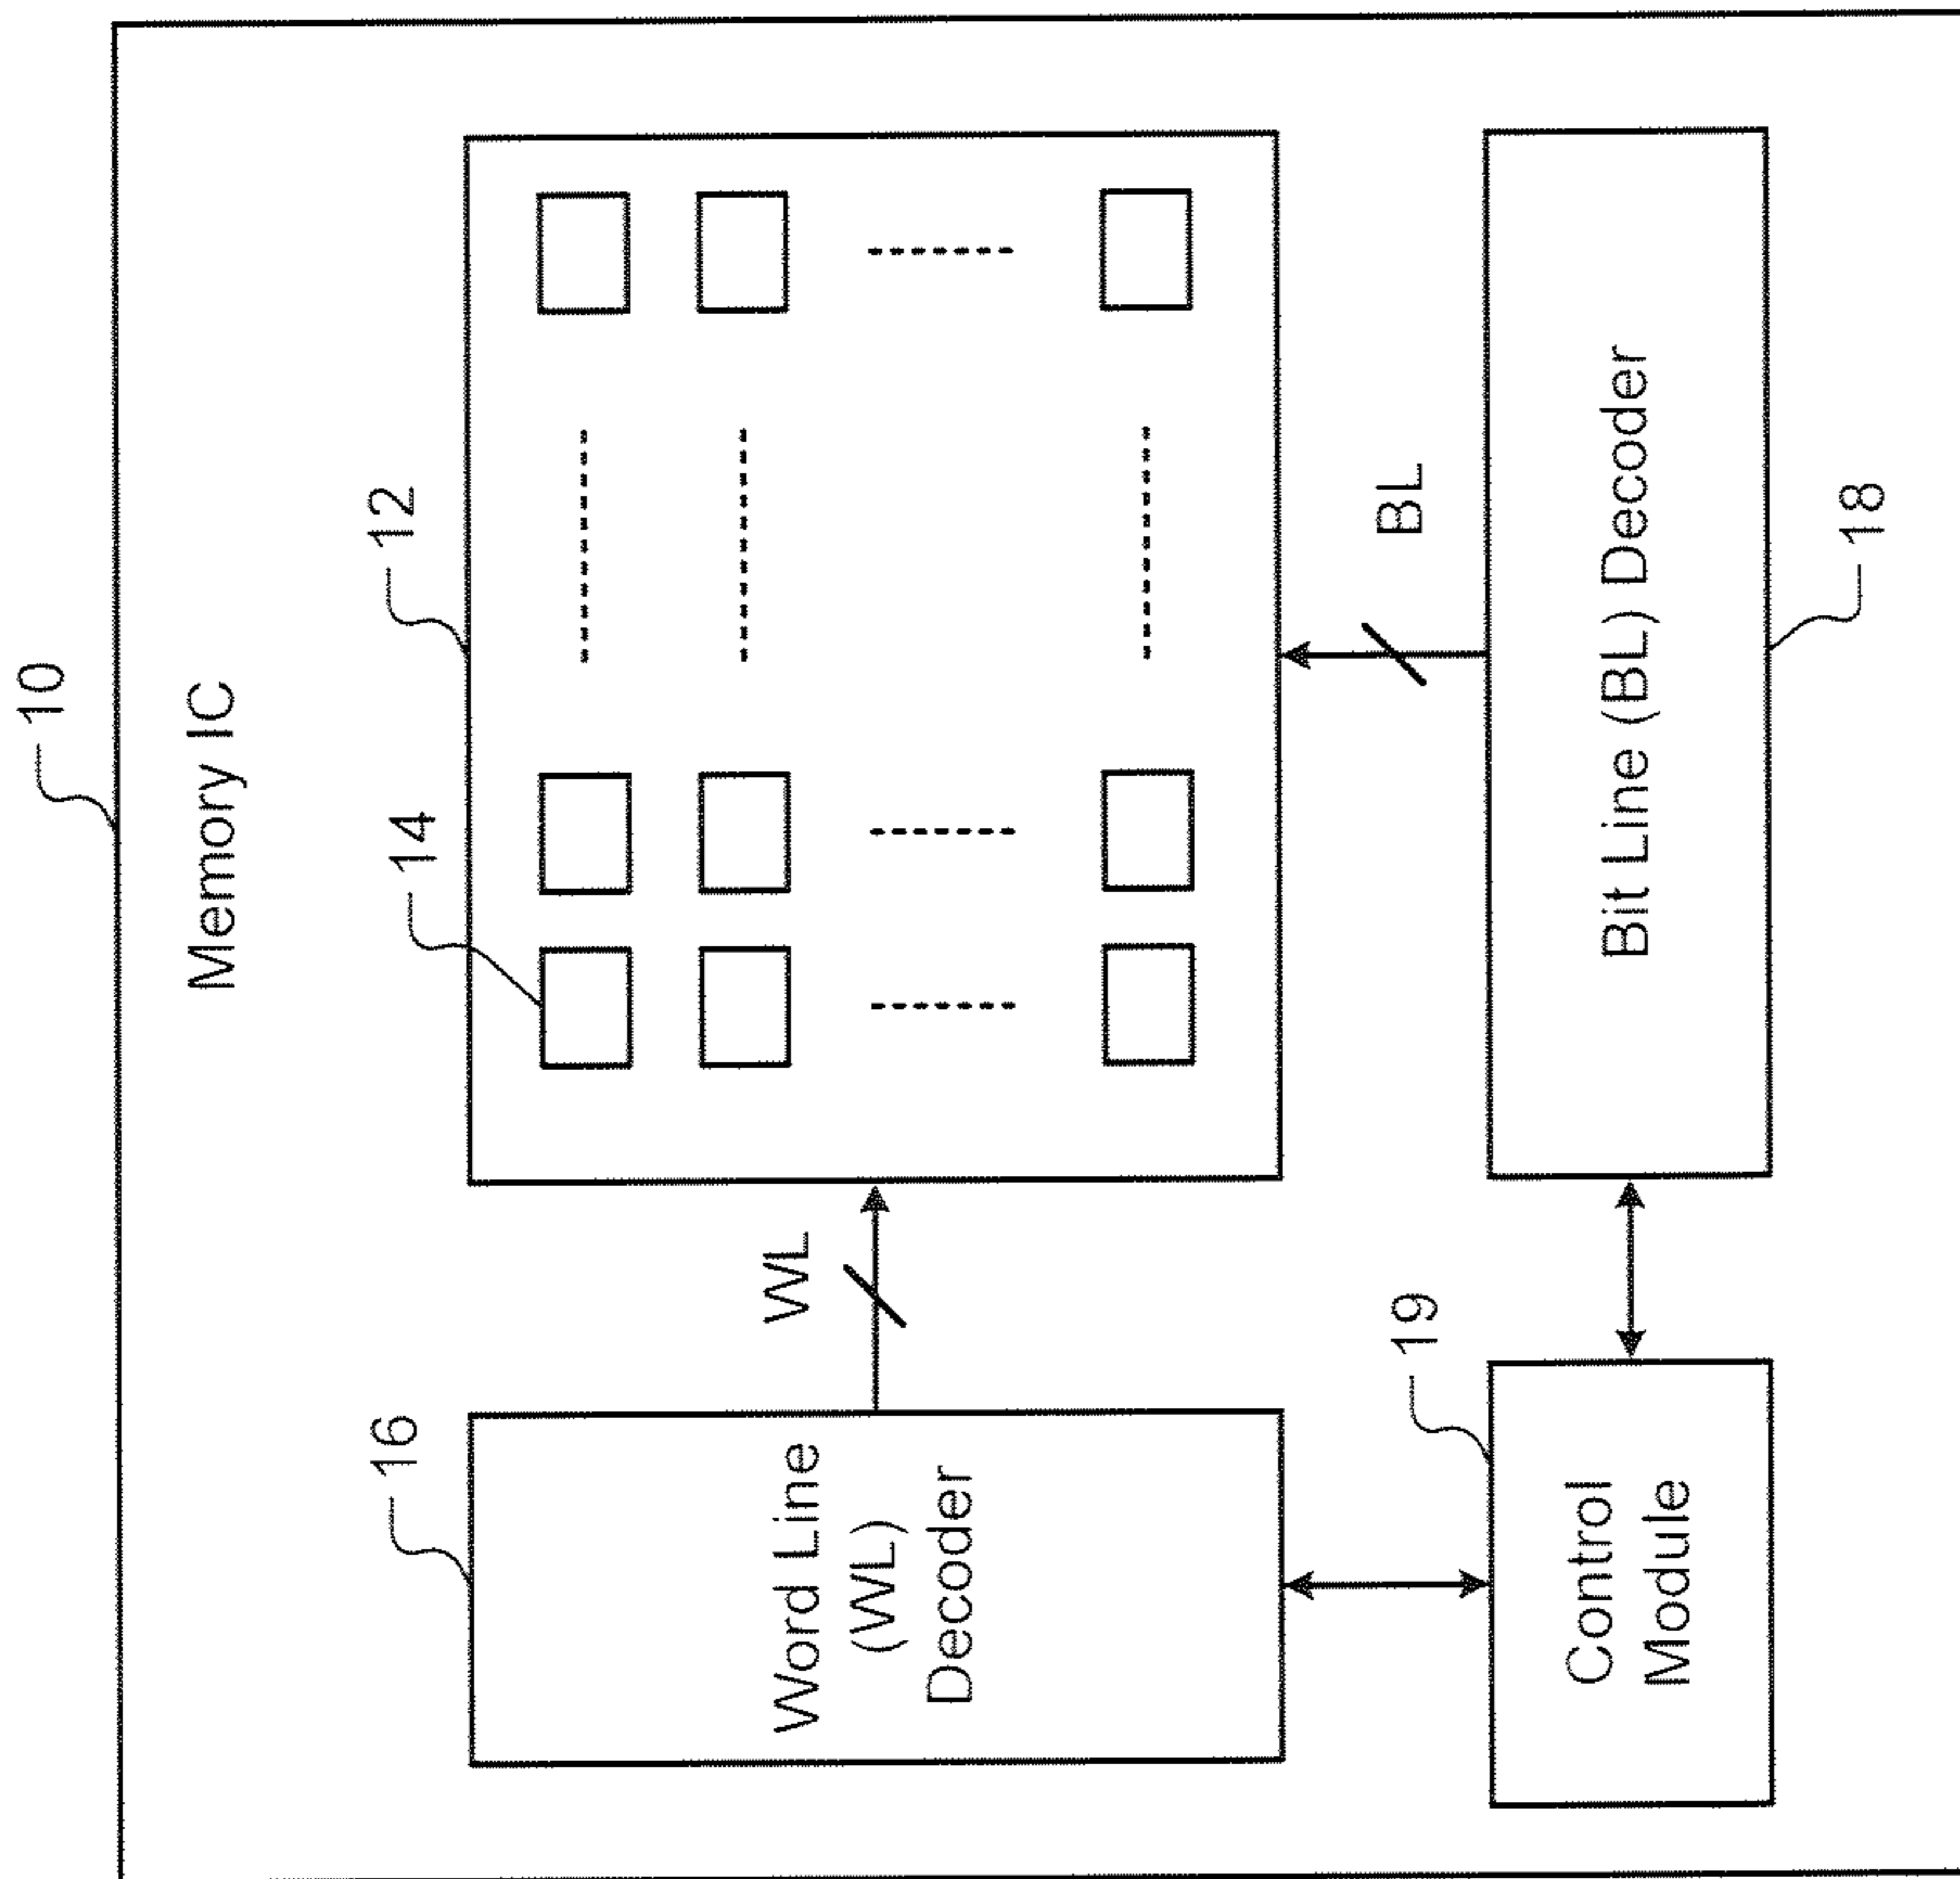 10
Memory IC
16
12
14
Word Line
(WL)
Decoder
WL
BL
19
Control
Module
Bit Line (BL) Decoder
18